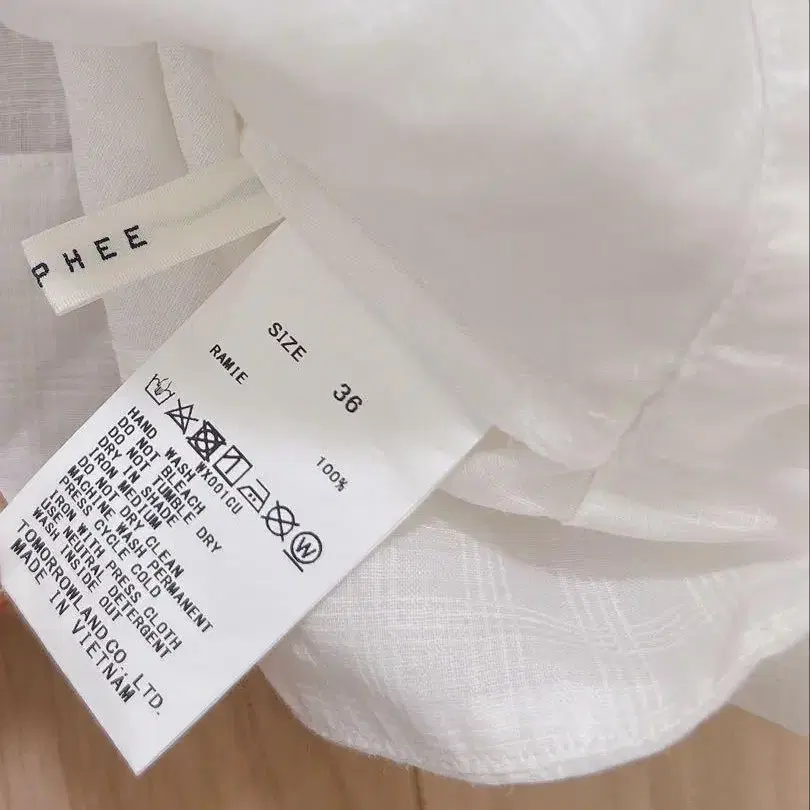 PHEE
SIZE 36
RAMIE 100%
W
WX001CU
HAND WASH
DO NOT BLEACH
DO NOT TUMBLE DRY
DRY IN SHADE
IRON MEDIUM
DO NOT DRY CLEAN
MACHINE WASH PERMANENT
PRESS CYCLE COLD
IRON WITH PRESS CLOTH
USE NEUTRAL DETERGENT
WASH INSIDE OUT
TOMORROWLAND CO., LTD.
MADE IN VIETNAM